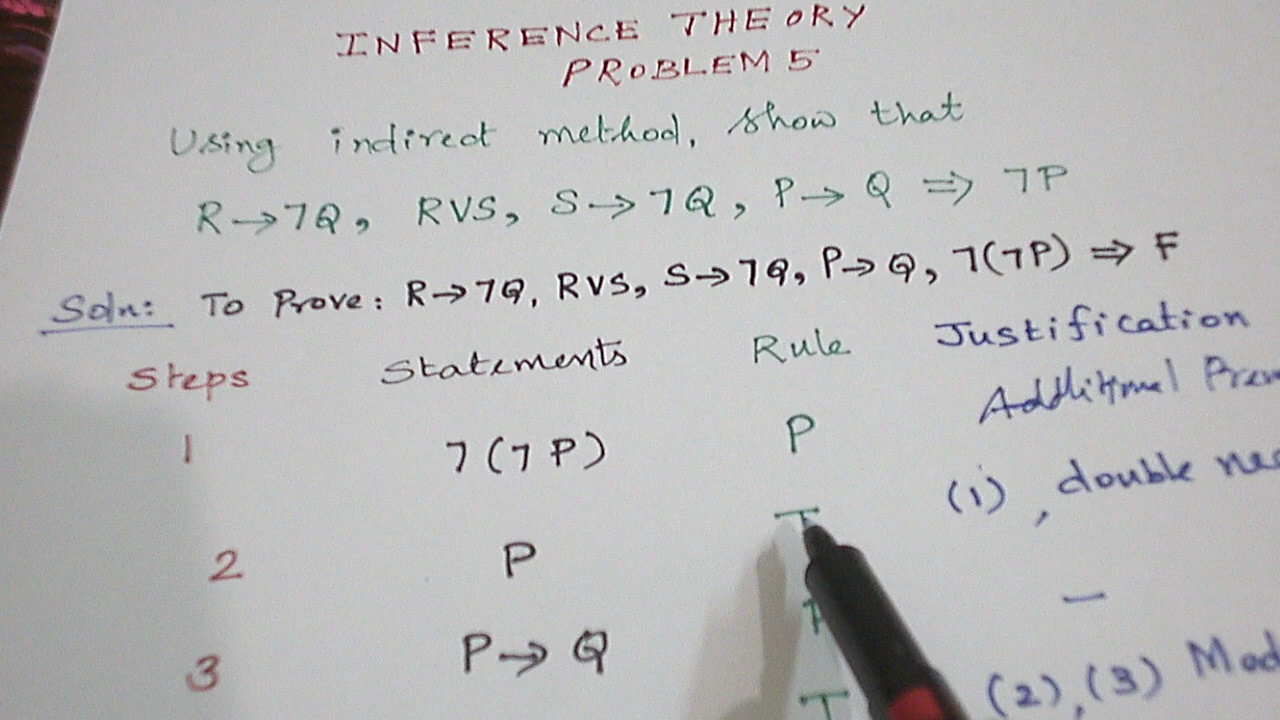 INFERENCE THEORY
PROBLEM 5
Using indirect method, show that
R→7Q, RVS, S→7Q, P→Q ⇒ 7P
Soln: To Prove: R→7Q, RVS, S→7Q, P→Q, 7(7P) ⇒ F
Steps Statements Rule Justification
1 7(7P) P Additional
2 P T (1), double
3 P→Q P —
T (2),(3)